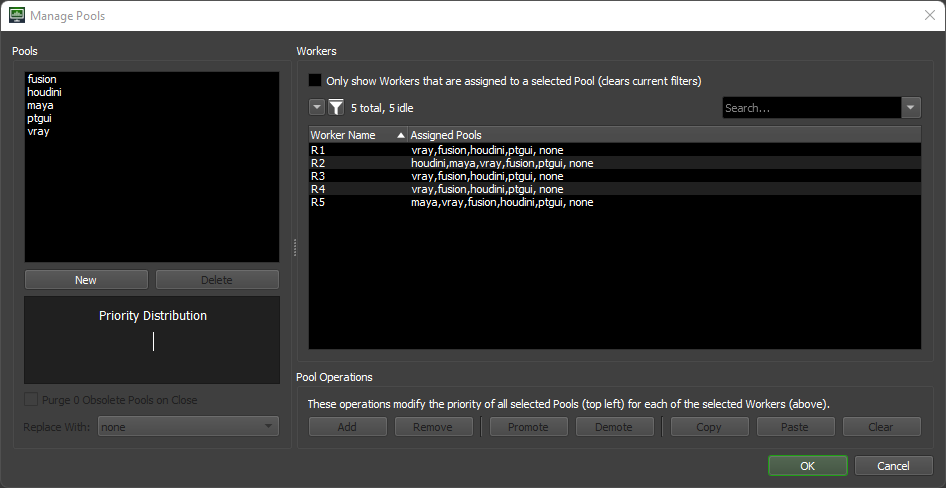 Manage Pools
Pools
fusion
houdini
maya
ptgui
vray
New
Delete
Priority Distribution
Purge 0 Obsolete Pools on Close
Replace With:
none
Workers
Only show Workers that are assigned to a selected Pool (clears current filters)
5 total, 5 idle
Search...
Worker Name
Assigned Pools
R1 vray,fusion,houdini,ptgui, none
R2 houdini,maya,vray,fusion,ptgui, none
R3 vray,fusion,houdini,ptgui, none
R4 vray,fusion,houdini,ptgui, none
R5 maya,vray,fusion,houdini,ptgui, none
Pool Operations
These operations modify the priority of all selected Pools (top left) for each of the selected Workers (above).
Add
Remove
Promote
Demote
Copy
Paste
Clear
OK
Cancel